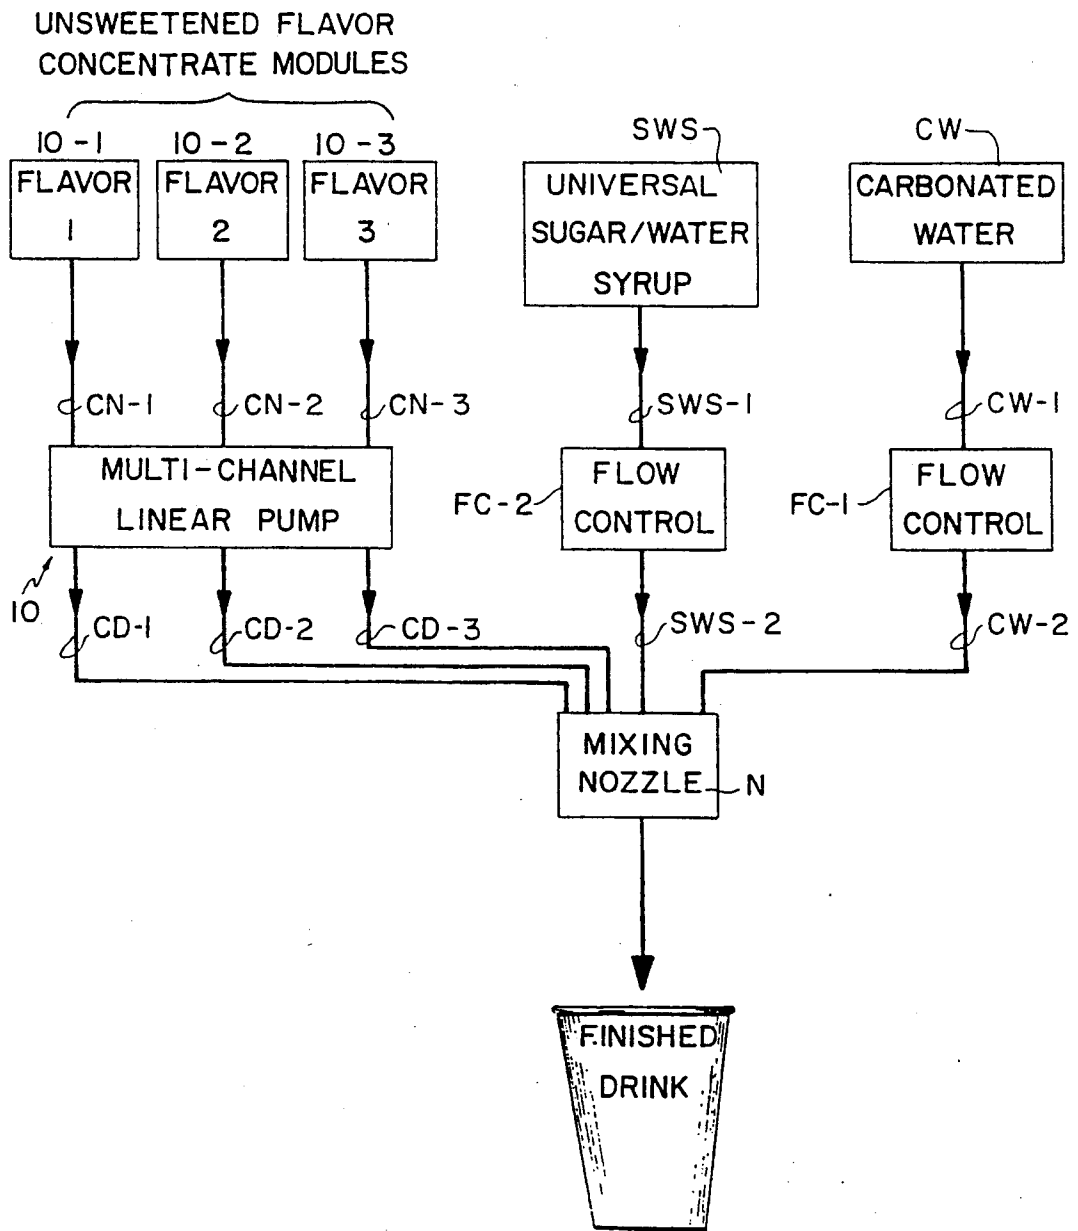 UNSWEETENED FLAVOR
CONCENTRATE MODULES
10-1
10-2
10-3
SWS
CW
FLAVOR
1
FLAVOR
2
FLAVOR
3
UNIVERSAL
SUGAR/WATER
SYRUP
CARBONATED
WATER
CN-1
CN-2
CN-3
SWS-1
CW-1
MULTI-CHANNEL
LINEAR PUMP
FC-2
FLOW
CONTROL
FC-1
FLOW
CONTROL
10
CD-1
CD-2
CD-3
SWS-2
CW-2
MIXING
NOZZLE
N
FINISHED
DRINK